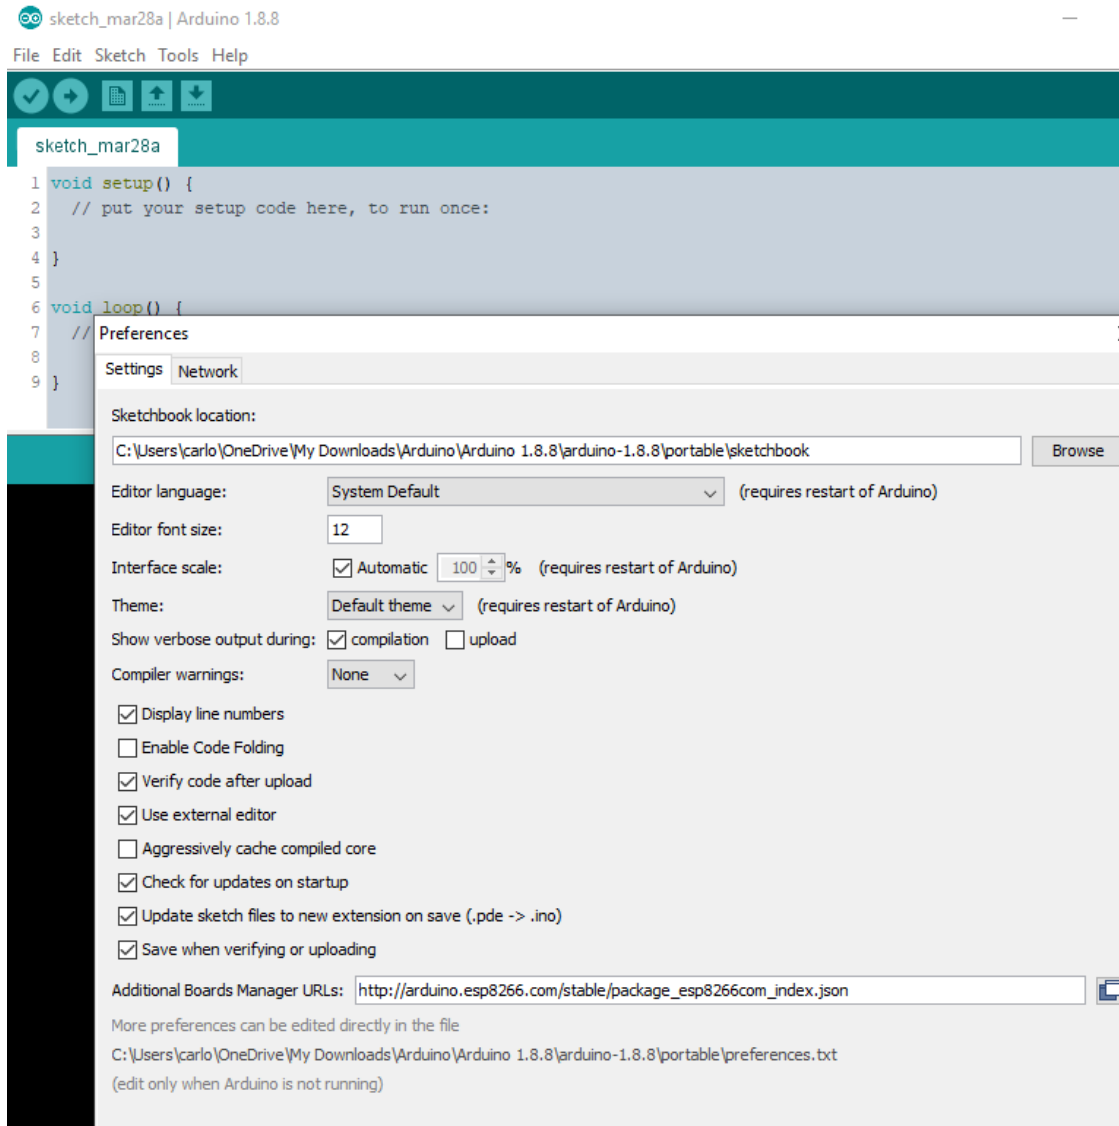 sketch_mar28a | Arduino 1.8.8
File Edit Sketch Tools Help
sketch_mar28a
1 void setup() {
2 // put your setup code here, to run once:
3
4 }
5
6 void loop() {
7 //
8
9 }
Preferences
Settings Network
Sketchbook location:
C:\Users\carlo\OneDrive\My Downloads\Arduino\Arduino 1.8.8\arduino-1.8.8\portable\sketchbook Browse
Editor language: System Default (requires restart of Arduino)
Editor font size: 12
Interface scale: Automatic 100 % (requires restart of Arduino)
Theme: Default theme (requires restart of Arduino)
Show verbose output during: compilation upload
Compiler warnings: None
Display line numbers
Enable Code Folding
Verify code after upload
Use external editor
Aggressively cache compiled core
Check for updates on startup
Update sketch files to new extension on save (.pde -> .ino)
Save when verifying or uploading
Additional Boards Manager URLs: http://arduino.esp8266.com/stable/package_esp8266com_index.json
More preferences can be edited directly in the file
C:\Users\carlo\OneDrive\My Downloads\Arduino\Arduino 1.8.8\arduino-1.8.8\portable\preferences.txt
(edit only when Arduino is not running)